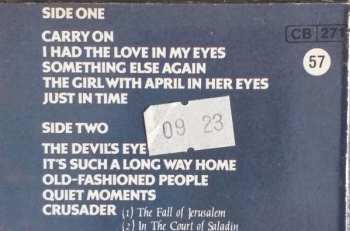 SIDE ONE
CARRY ON
I HAD THE LOVE IN MY EYES
SOMETHING ELSE AGAIN
THE GIRL WITH APRIL IN HER EYES
JUST IN TIME
CB 271
57
09 23
SIDE TWO
THE DEVIL'S EYE
IT'S SUCH A LONG WAY HOME
OLD-FASHIONED PEOPLE
QUIET MOMENTS
CRUSADER (1) The Fall of Jerusalem
(2) In The Court of Saladin